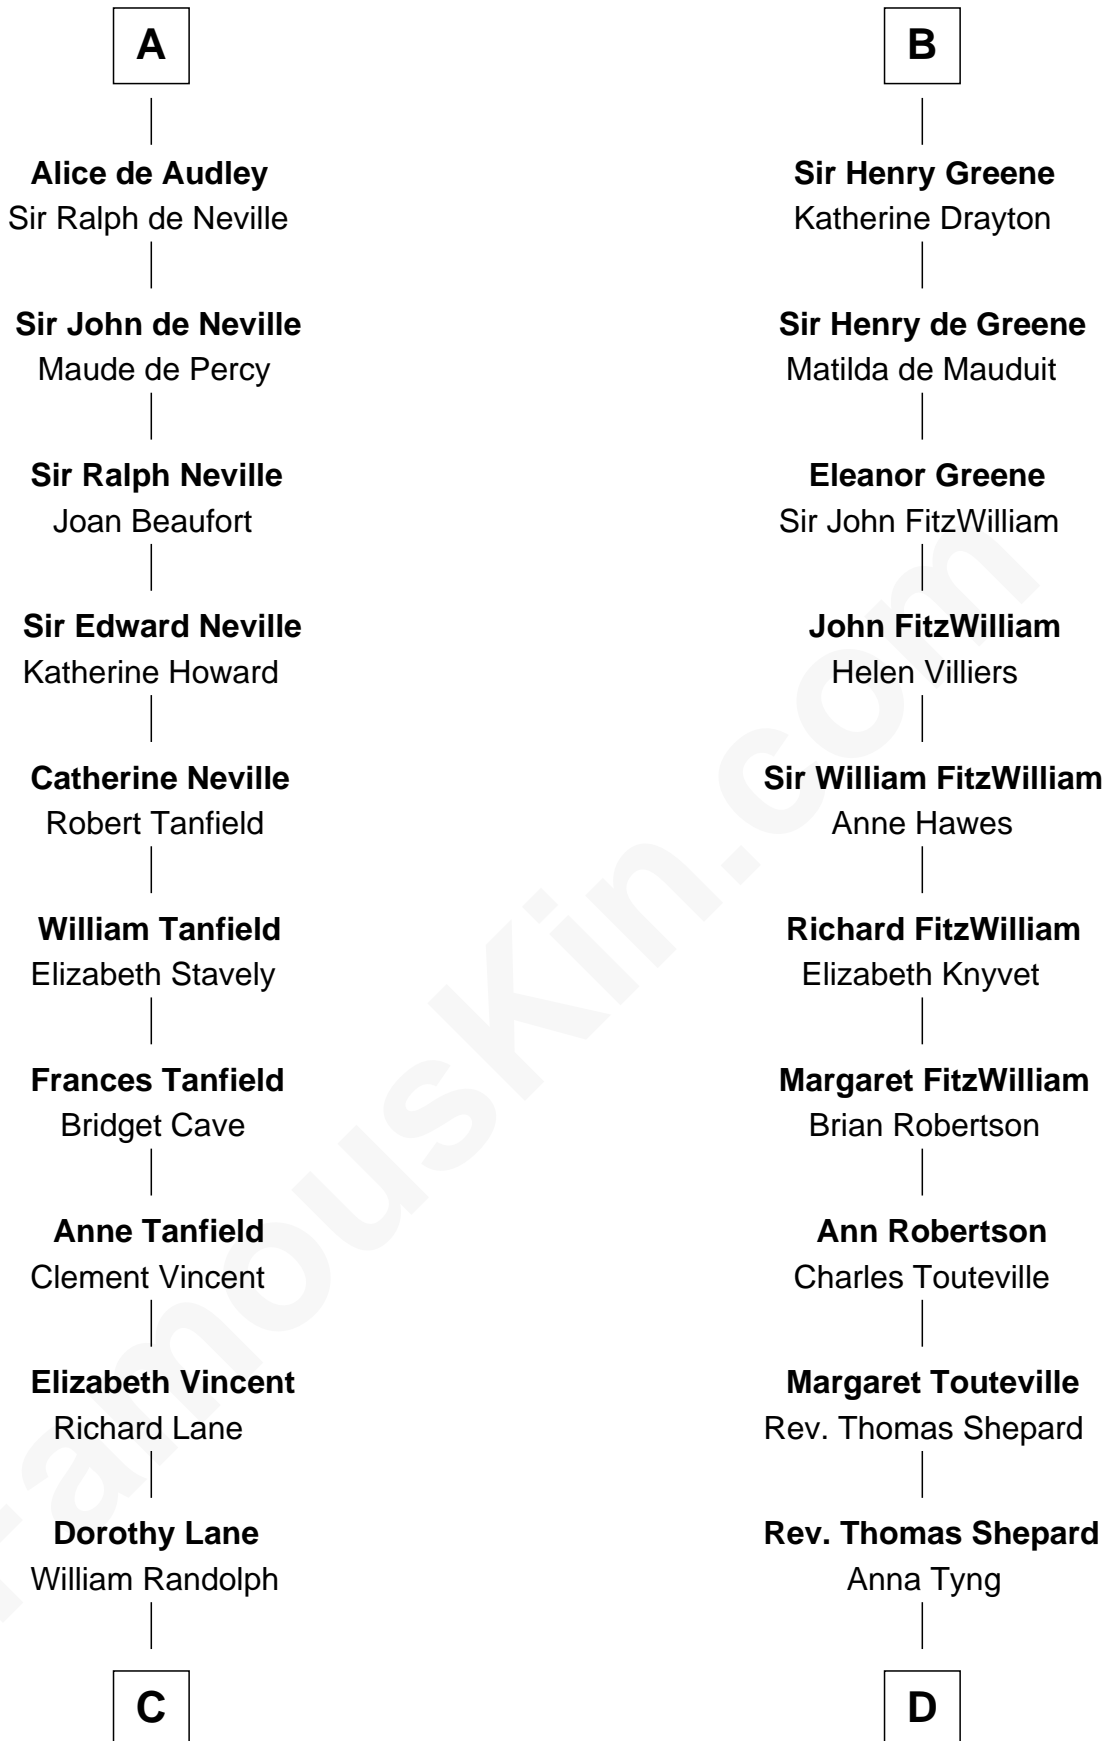 A
Alice de Audley
Sir Ralph de Neville
Sir John de Neville
Maude de Percy
Sir Ralph Neville
Joan Beaufort
Sir Edward Neville
Katherine Howard
Catherine Neville
Robert Tanfield
William Tanfield
Elizabeth Stavely
Frances Tanfield
Bridget Cave
Anne Tanfield
Clement Vincent
Elizabeth Vincent
Richard Lane
Dorothy Lane
William Randolph
C
B
Sir Henry Greene
Katherine Drayton
Sir Henry de Greene
Matilda de Mauduit
Eleanor Greene
Sir John FitzWilliam
John FitzWilliam
Helen Villiers
Sir William FitzWilliam
Anne Hawes
Richard FitzWilliam
Elizabeth Knyvet
Margaret FitzWilliam
Brian Robertson
Ann Robertson
Charles Touteville
Margaret Touteville
Rev. Thomas Shepard
Rev. Thomas Shepard
Anna Tyng
D
FamousKin.com